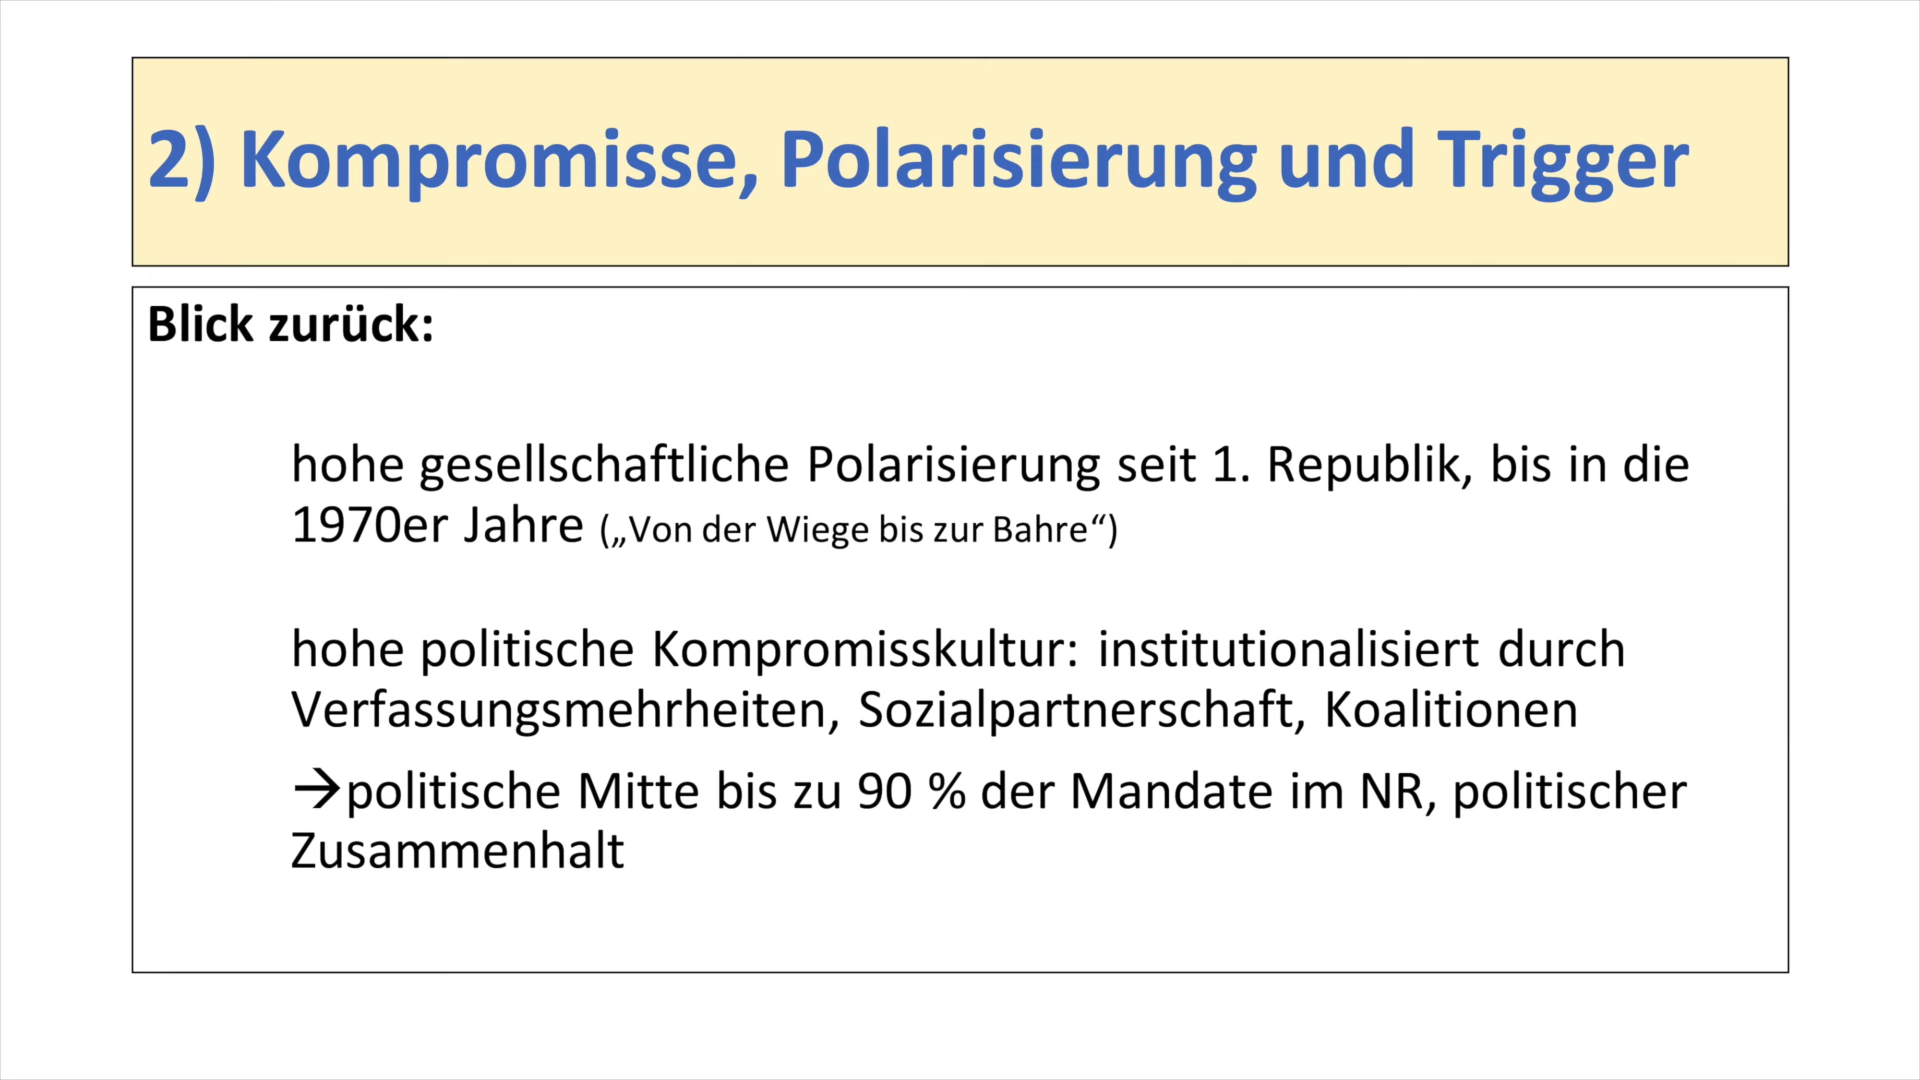 2) Kompromisse, Polarisierung und Trigger
Blick zurück:
hohe gesellschaftliche Polarisierung seit 1. Republik, bis in die
1970er Jahre („Von der Wiege bis zur Bahre“)
hohe politische Kompromisskultur: institutionalisiert durch
Verfassungsmehrheiten, Sozialpartnerschaft, Koalitionen
→politische Mitte bis zu 90 % der Mandate im NR, politischer
Zusammenhalt